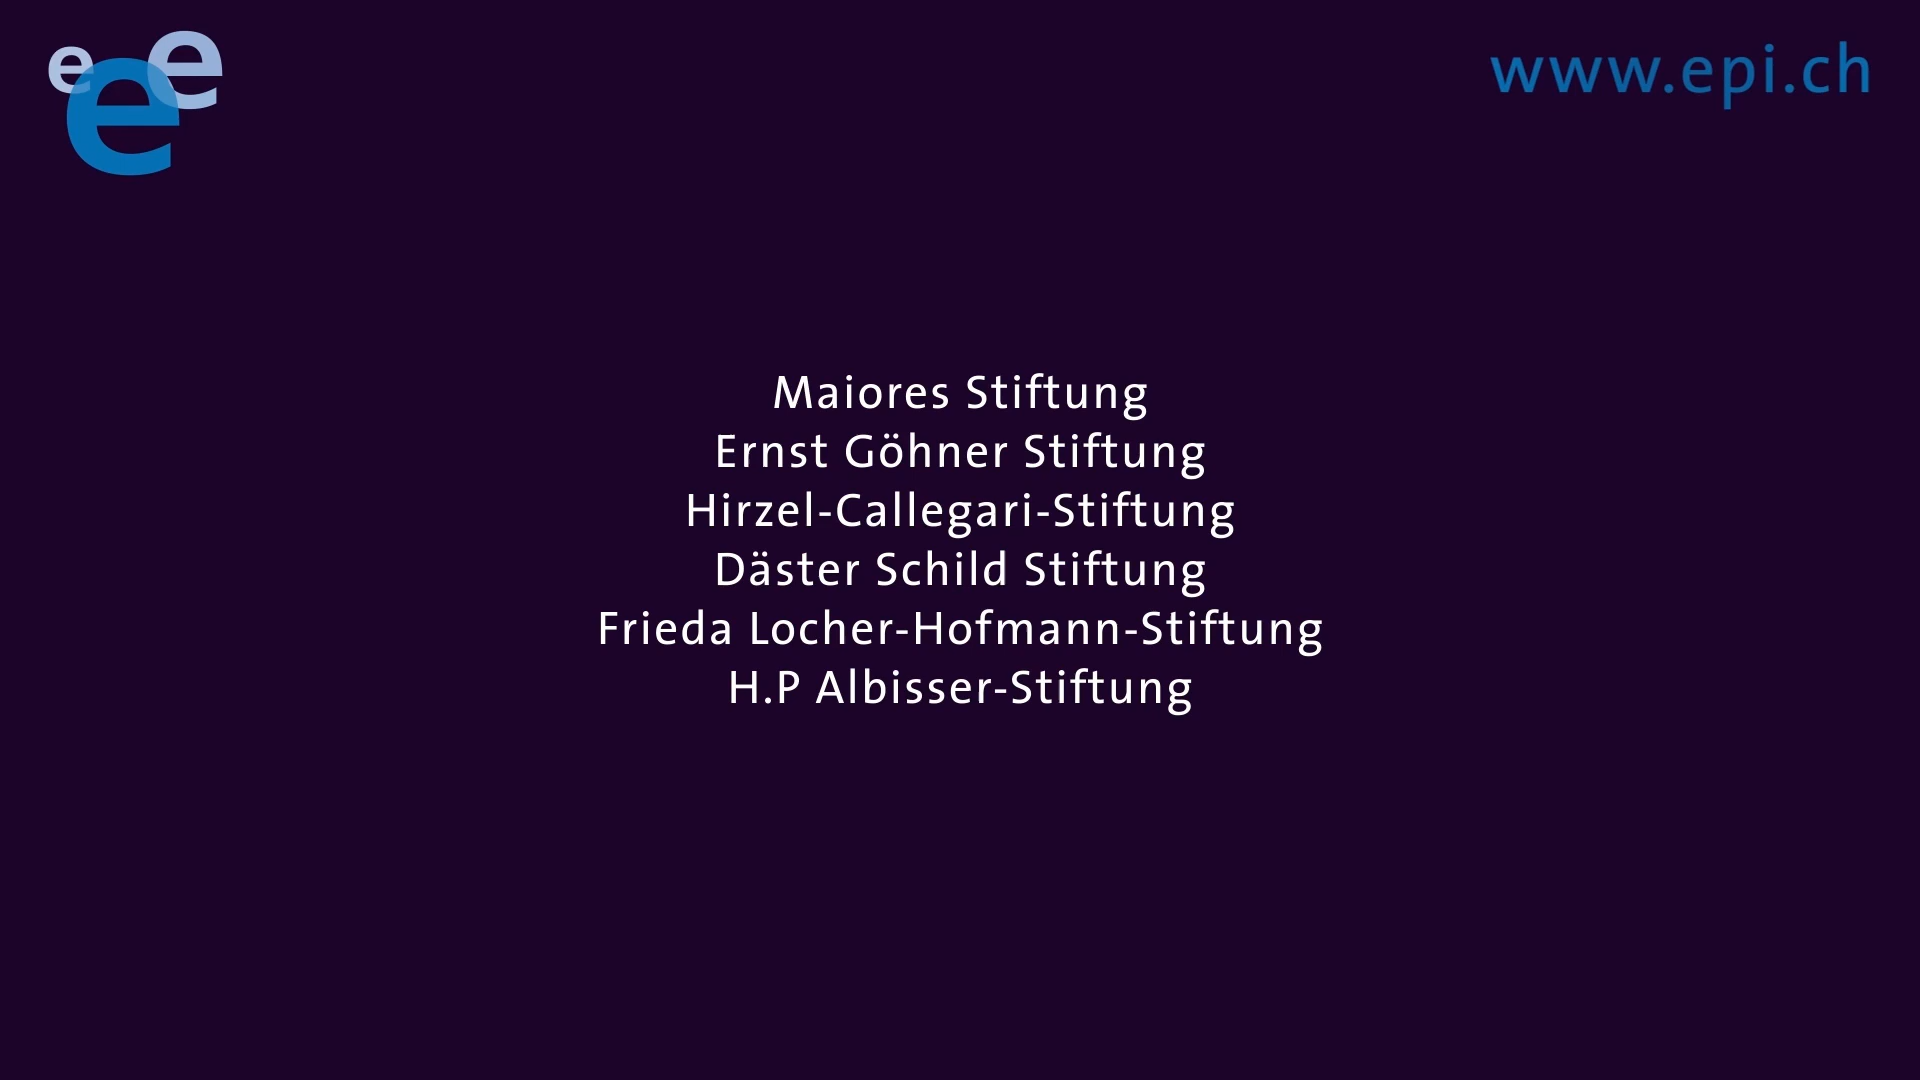 e e e
www.epi.ch
Maiores Stiftung
Ernst Göhner Stiftung
Hirzel-Callegari-Stiftung
Däster Schild Stiftung
Frieda Locher-Hofmann-Stiftung
H.P Albisser-Stiftung